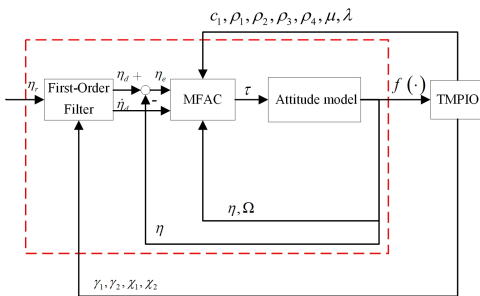 c₁, ρ₁, ρ₂, ρ₃, ρ₄, μ, λ
η_r
First-Order
Filter
η_d +
η̇_d
-
η_e
MFAC
τ
Attitude model
f (·)
TMPIO
η, Ω
η
γ₁, γ₂, χ₁, χ₂